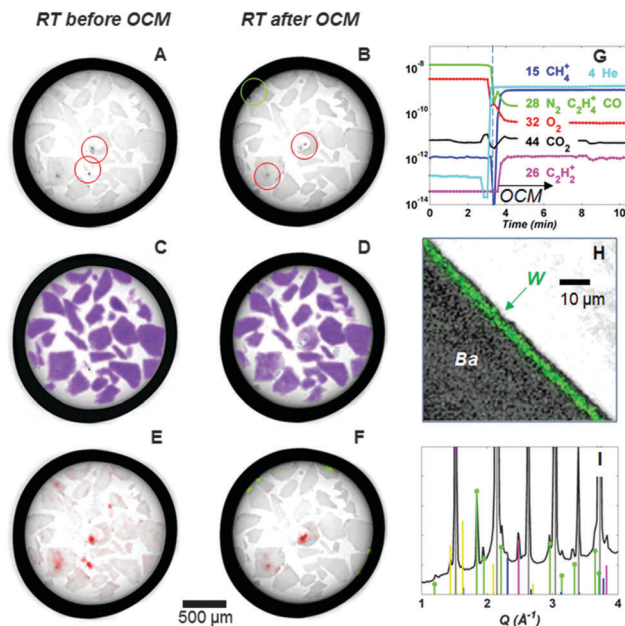 RT before OCM
RT after OCM
A
B
G
10⁻⁸
10⁻¹⁰
10⁻¹²
10⁻¹⁴
15 CH₄⁺
4 He
28 N₂ C₂H₄⁺ CO
32 O₂
44 CO₂
26 C₂H₂⁺
OCM
0 2 4 6 8 10
Time (min)
C
D
H
W
10 µm
Ba
E
F
I
500 µm
1 2 3 4
Q (Å⁻¹)